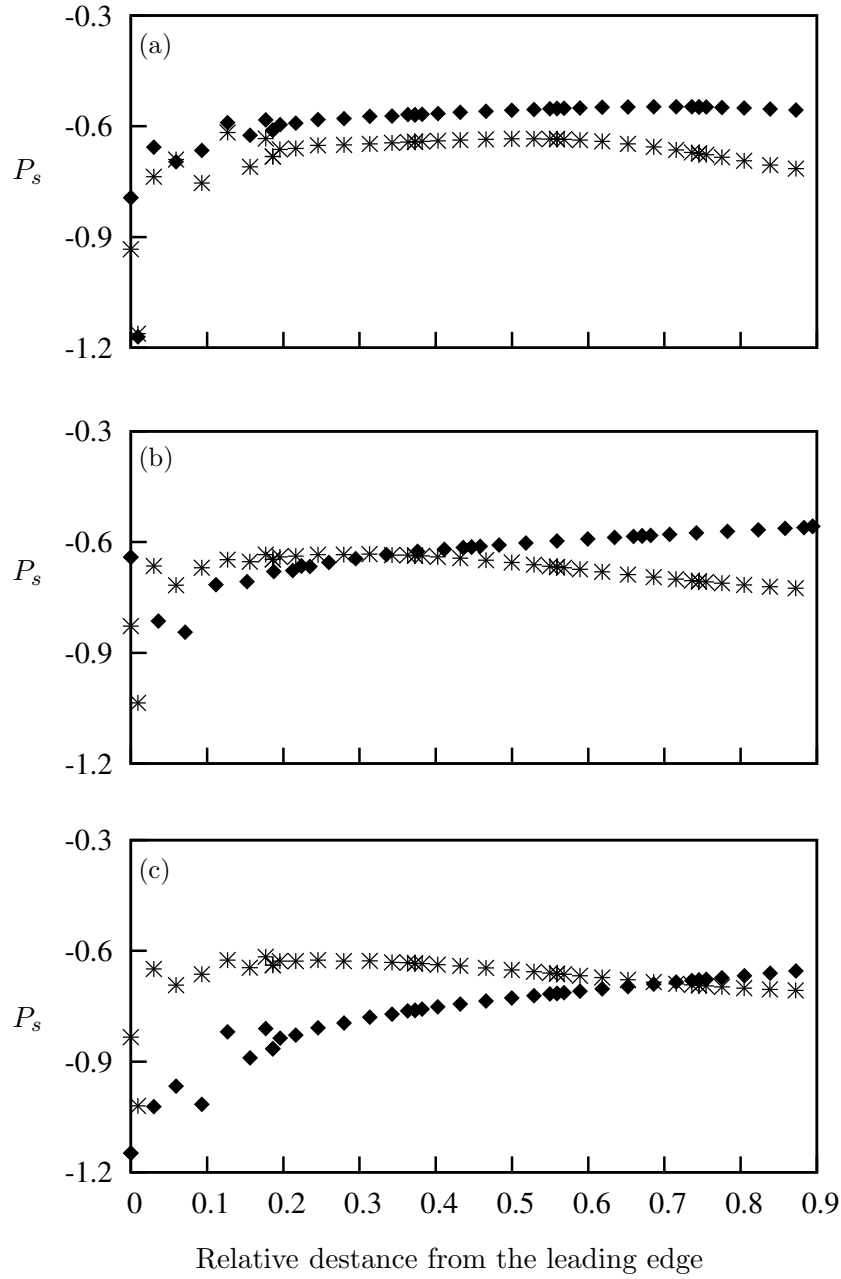 -0.3
(a)
-0.6
P_s
-0.9
-1.2
-0.3
(b)
-0.6
P_s
-0.9
-1.2
-0.3
(c)
-0.6
P_s
-0.9
-1.2
0 0.1 0.2 0.3 0.4 0.5 0.6 0.7 0.8 0.9
Relative destance from the leading edge